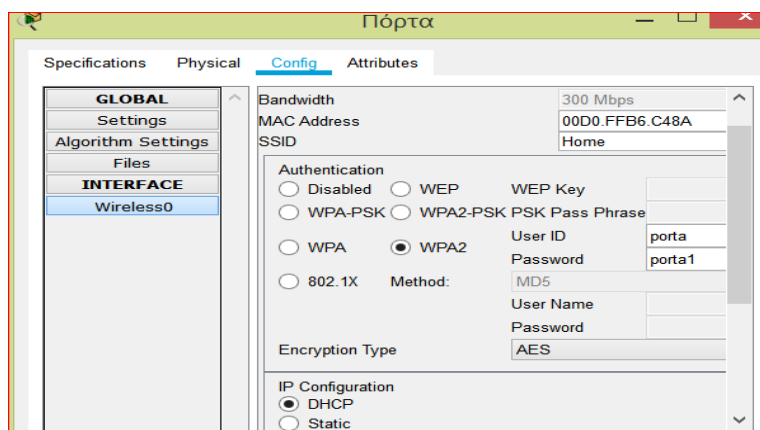 Πόρτα
Specifications Physical Config Attributes
GLOBAL
Settings
Algorithm Settings
Files
INTERFACE
Wireless0
Bandwidth 300 Mbps
MAC Address 00D0.FFB6.C48A
SSID Home
Authentication
Disabled WEP WEP Key
WPA-PSK WPA2-PSK PSK Pass Phrase
WPA WPA2 User ID porta
Password porta1
802.1X Method: MD5
User Name
Password
Encryption Type AES
IP Configuration
DHCP
Static